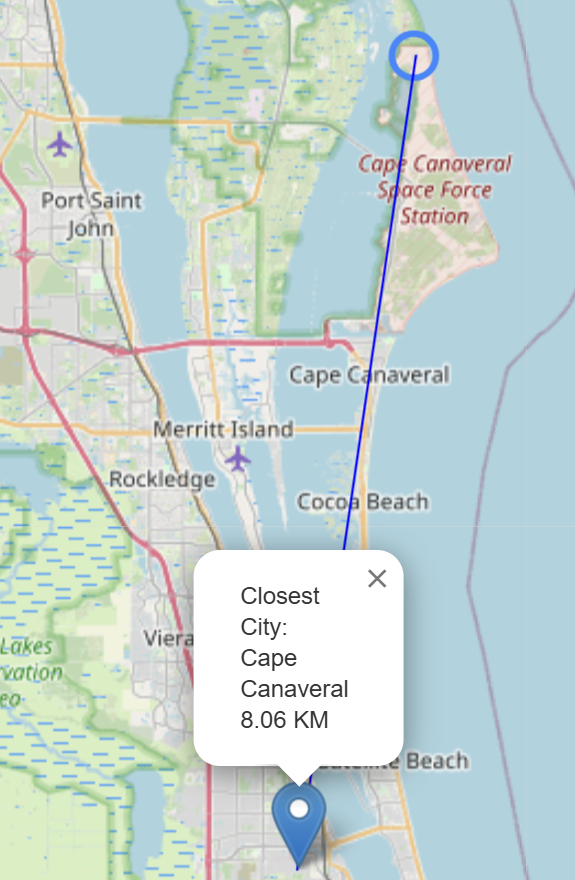 Port Saint
John
Cape Canaveral
Space Force
Station
Cape Canaveral
Merritt Island
Rockledge
Cocoa Beach
Closest
City:
Cape
Canaveral
8.06 KM
Viera
Lakes
Satellite Beach